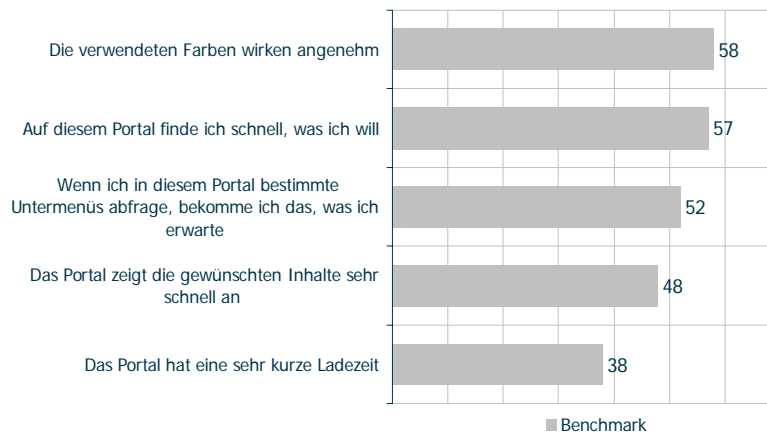 Die verwendeten Farben wirken angenehm
58
Auf diesem Portal finde ich schnell, was ich will
57
Wenn ich in diesem Portal bestimmte
Untermenüs abfrage, bekomme ich das, was ich
erwarte
52
Das Portal zeigt die gewünschten Inhalte sehr
schnell an
48
Das Portal hat eine sehr kurze Ladezeit
38
Benchmark